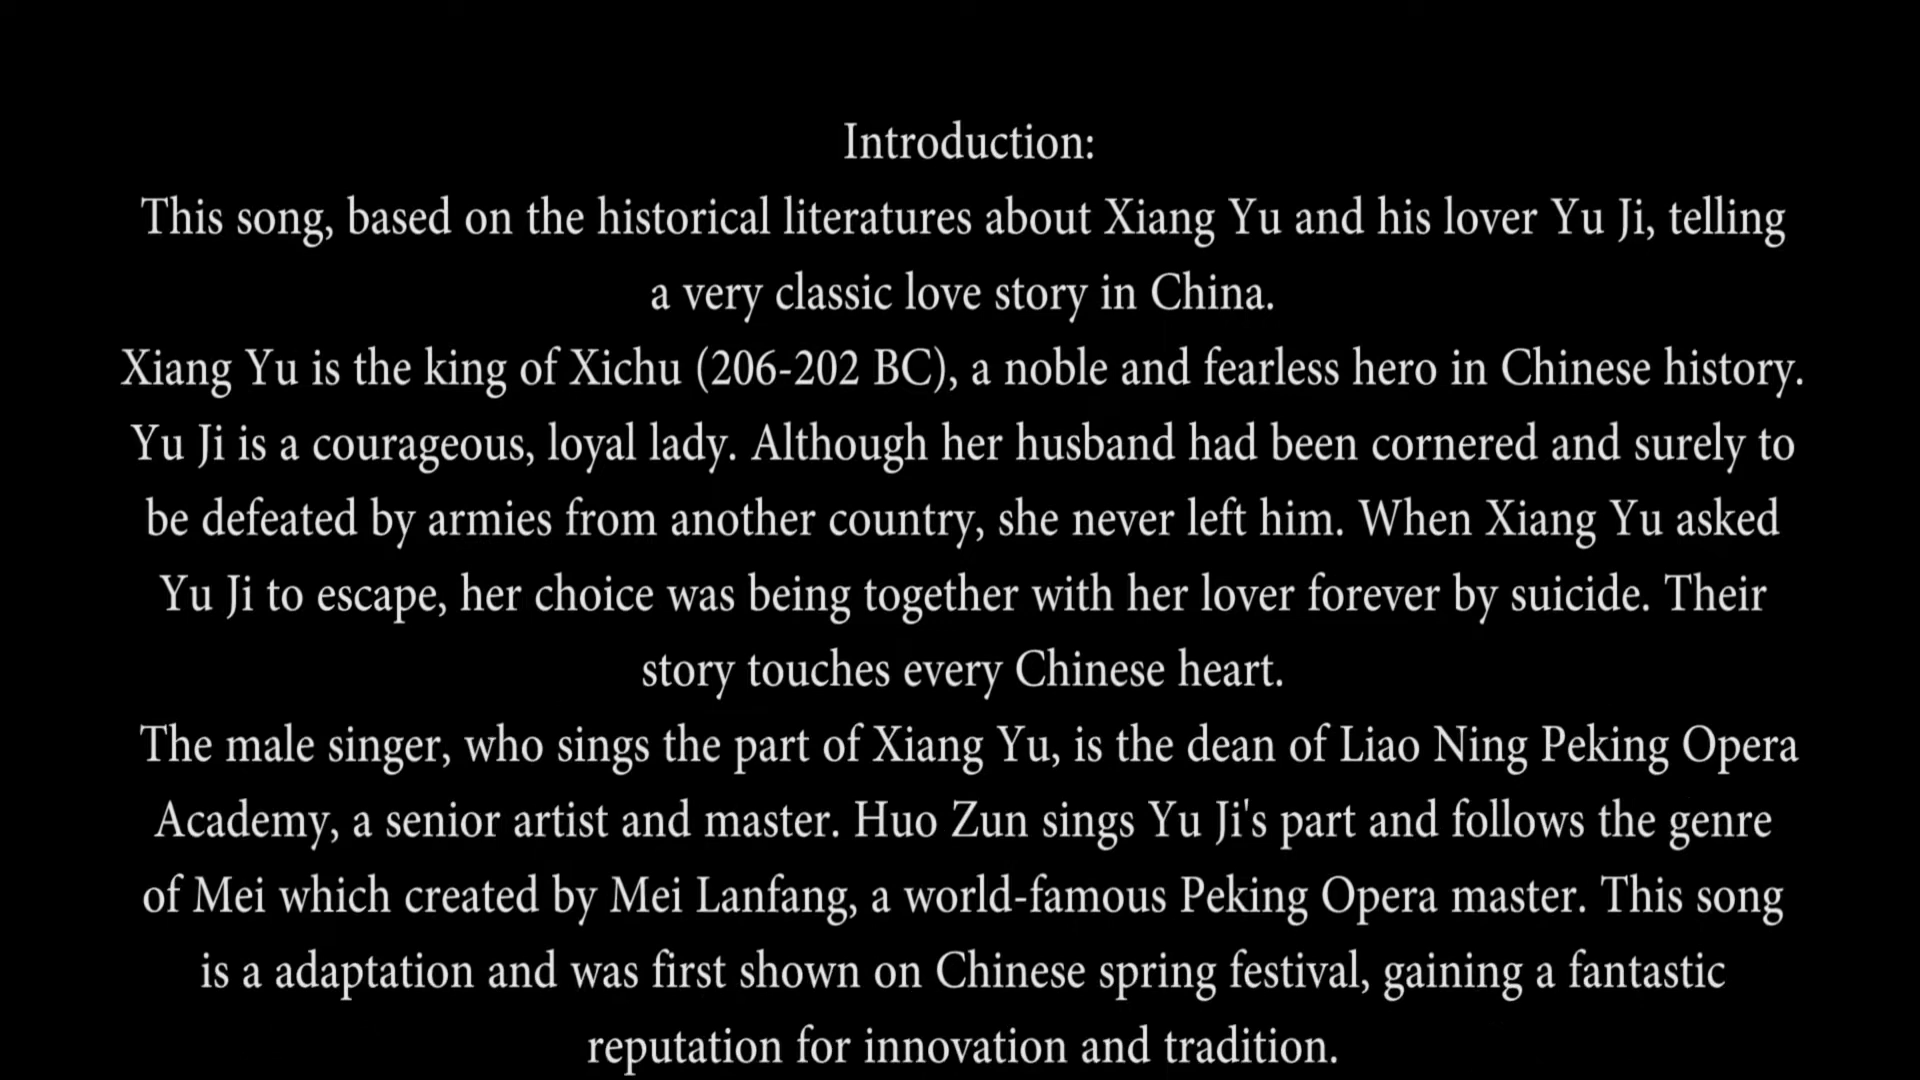 Introduction:
This song, based on the historical literatures about Xiang Yu and his lover Yu Ji, telling
a very classic love story in China.
Xiang Yu is the king of Xichu (206-202 BC), a noble and fearless hero in Chinese history.
Yu Ji is a courageous, loyal lady. Although her husband had been cornered and surely to
be defeated by armies from another country, she never left him. When Xiang Yu asked
Yu Ji to escape, her choice was being together with her lover forever by suicide. Their
story touches every Chinese heart.
The male singer, who sings the part of Xiang Yu, is the dean of Liao Ning Peking Opera
Academy, a senior artist and master. Huo Zun sings Yu Ji's part and follows the genre
of Mei which created by Mei Lanfang, a world-famous Peking Opera master. This song
is a adaptation and was first shown on Chinese spring festival, gaining a fantastic
reputation for innovation and tradition.